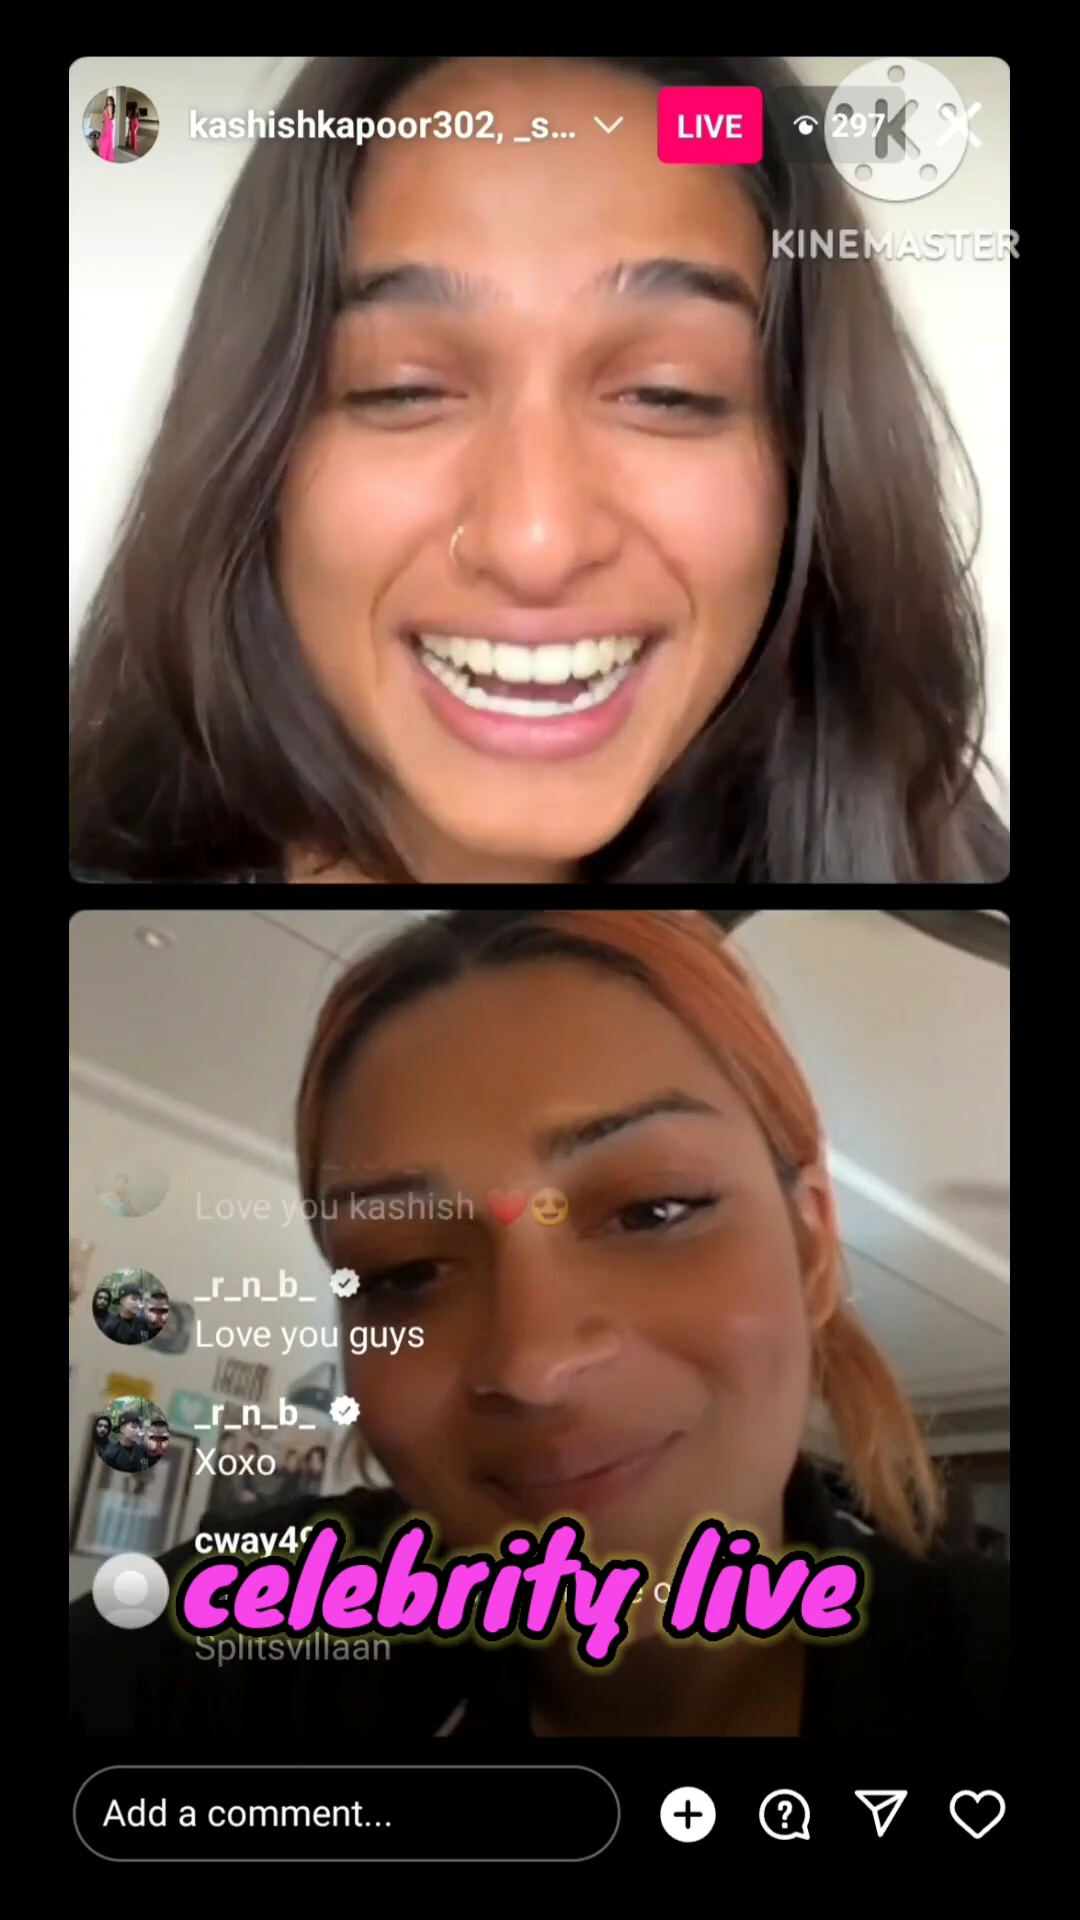 kashishkapoor302, _s...
LIVE
297
KINEMASTER
Love you kashish ❤️😍
_r_n_b_
Love you guys
_r_n_b_
Xoxo
cway49
celebrity live
Splitsvillaan
Add a comment...